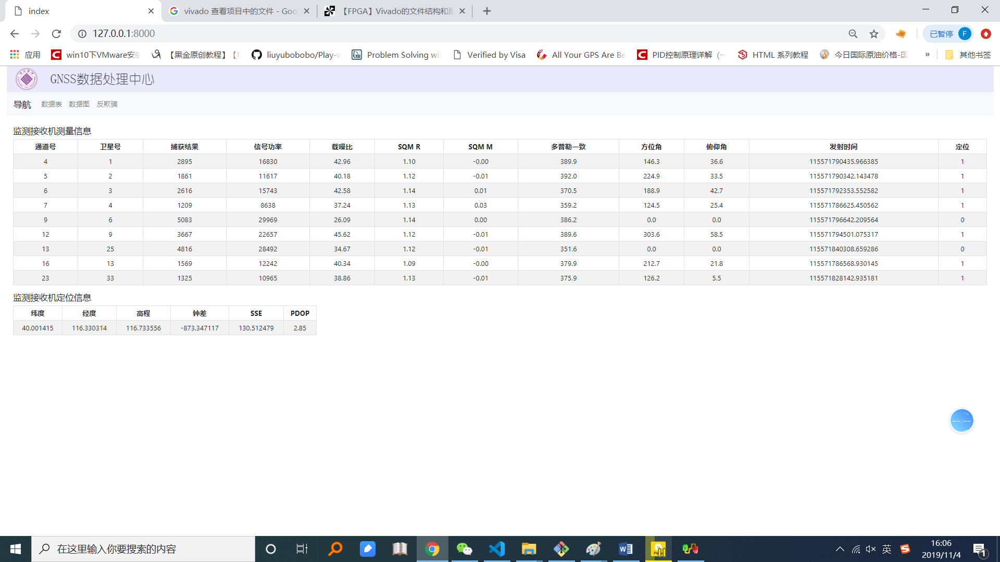 index
vivado 查看项目中的文件 - Goo
【FPGA】Vivado的文件结构和
127.0.0.1:8000
已暂停
F
应用
win10下VMware安装
【黑金原创教程】
liuyubobobo/Play-
Problem Solving wi
Verified by Visa
All Your GPS Are Be
PID控制原理详解（一
HTML 系列教程
今日国际原油价格-国
»
其他书签
GNSS数据处理中心
导航 数据表 数据图 反欺骗
监测接收机测量信息
通道号 卫星号 捕获结果 信号功率 载噪比 SQM R SQM M 多普勒一致 方位角 俯仰角 发射时间 定位
4 1 2895 16830 42.96 1.10 -0.00 389.9 146.3 36.6 115571790435.966385 1
5 2 1861 11617 40.18 1.12 -0.01 392.0 224.9 33.5 115571790342.143478 1
6 3 2616 15743 42.58 1.14 0.01 370.5 188.9 42.7 115571792353.552582 1
7 4 1209 8638 37.24 1.13 0.03 359.2 124.5 25.4 115571786625.450562 1
9 6 5083 29969 26.09 1.14 0.00 386.2 0.0 0.0 115571796642.209564 0
12 9 3667 22657 45.62 1.12 -0.01 389.6 303.6 58.5 115571794501.075317 1
13 25 4816 28492 34.67 1.12 -0.01 351.6 0.0 0.0 115571840308.659286 0
16 13 1569 12242 40.34 1.09 -0.00 379.9 212.7 21.8 115571786568.930145 1
23 33 1325 10965 38.86 1.13 -0.01 375.9 126.2 5.5 115571828142.935181 1
监测接收机定位信息
纬度 经度 高程 钟差 SSE PDOP
40.001415 116.330314 116.733556 -873.347117 130.512479 2.85
--:--
在这里输入你要搜索的内容
英
16:06
2019/11/4
1